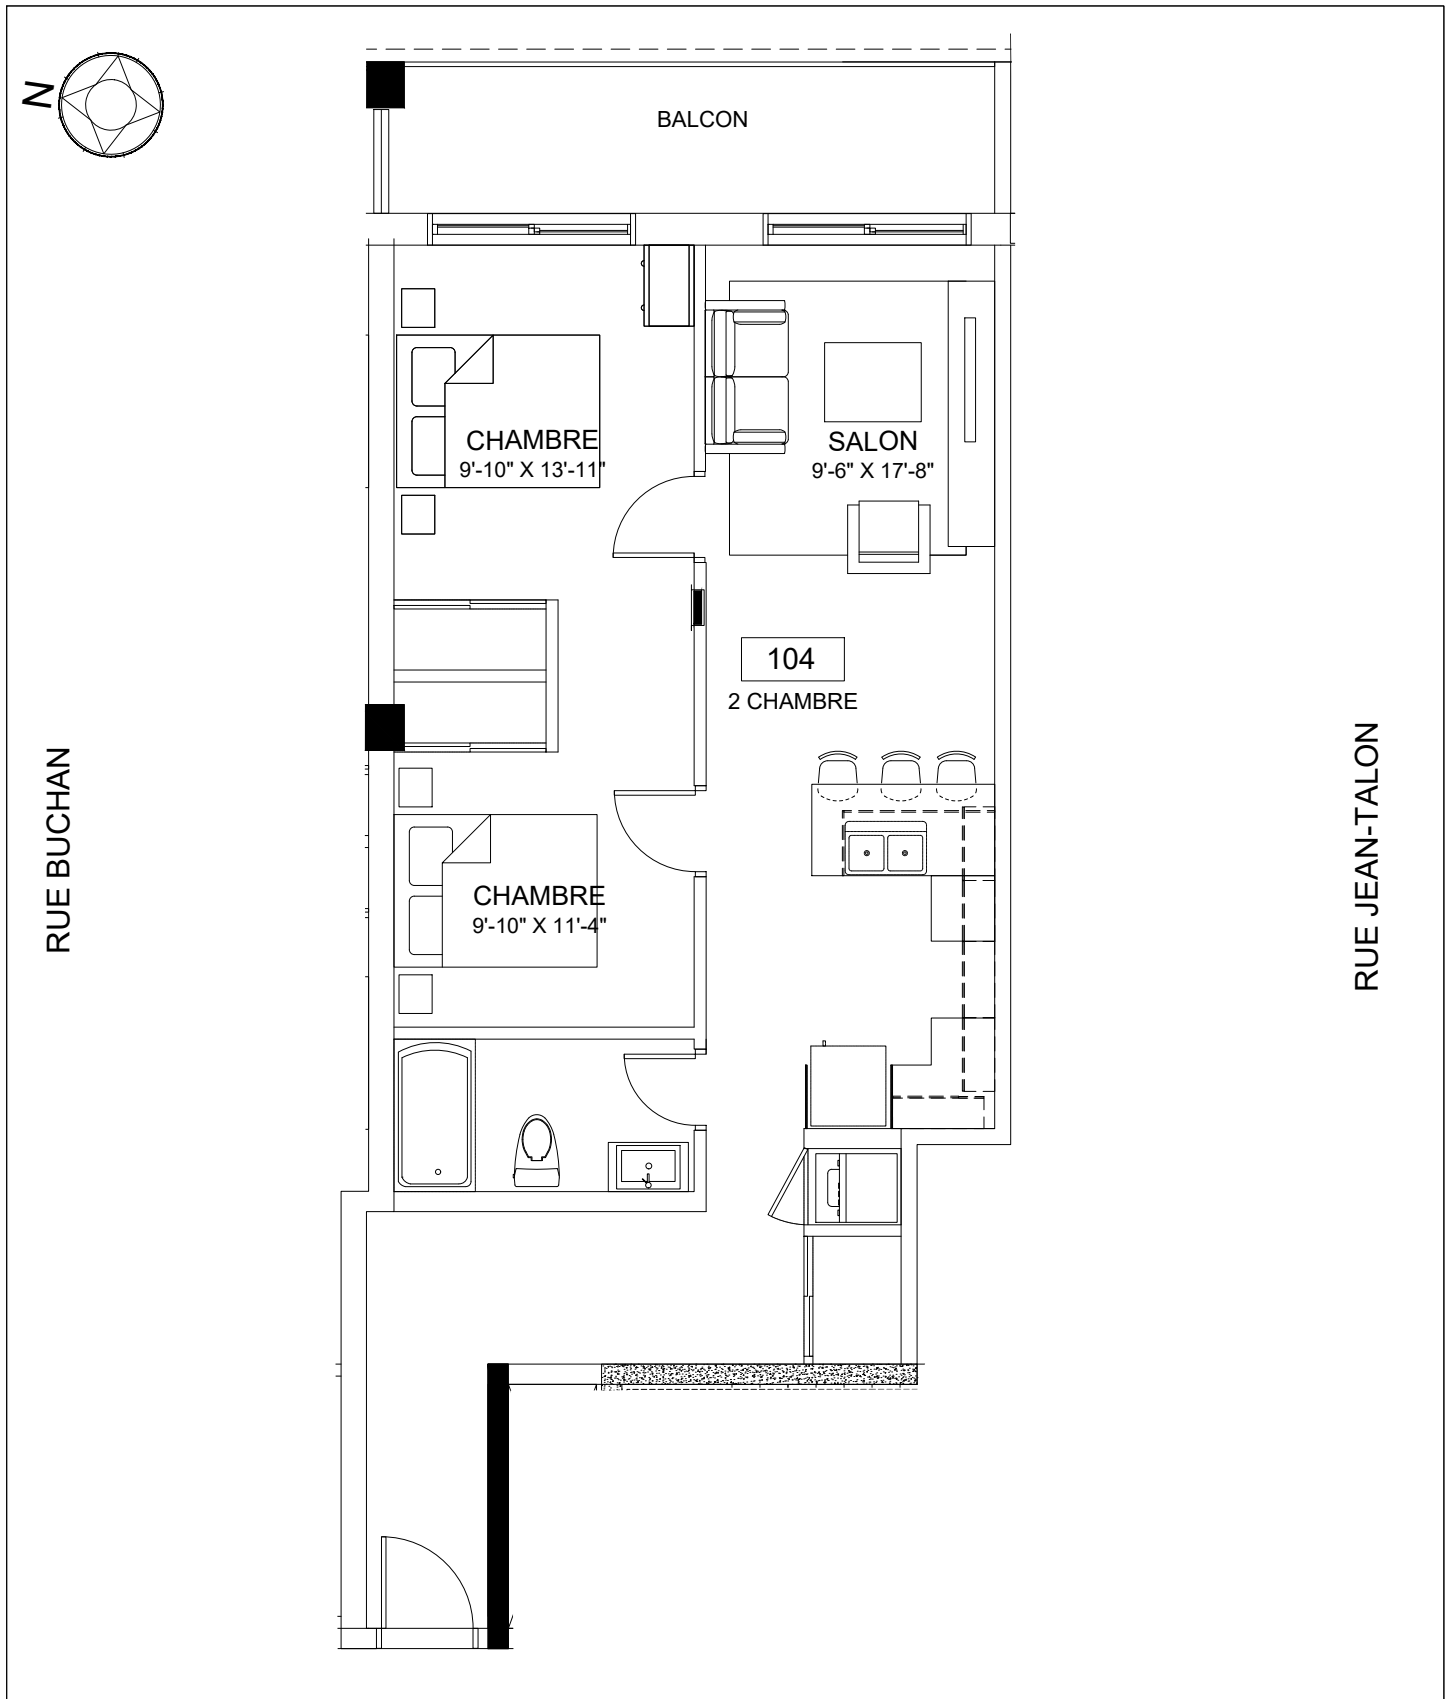 N
BALCON
CHAMBRE
9'-10" X 13'-11"
SALON
9'-6" X 17'-8"
104
2 CHAMBRE
RUE BUCHAN
RUE JEAN-TALON
CHAMBRE
9'-10" X 11'-4"